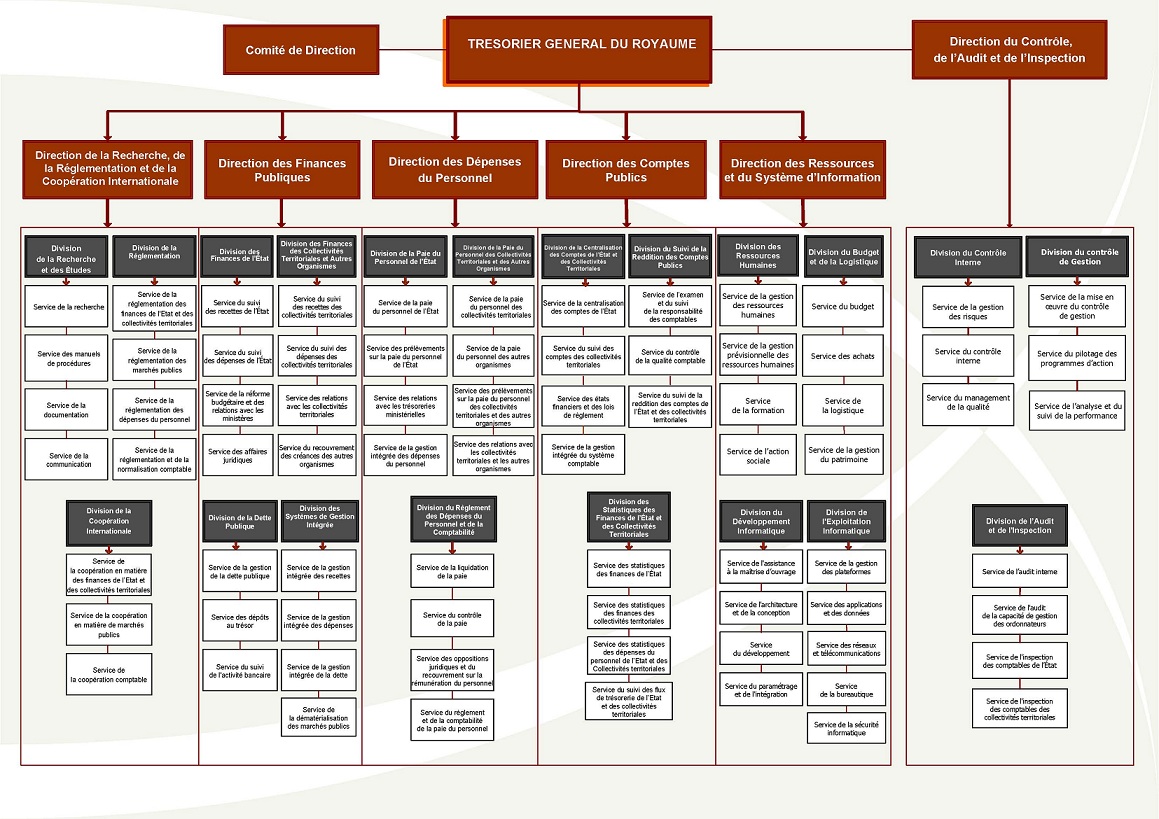 TRESORIER GENERAL DU ROYAUME
Comité de Direction
Direction du Contrôle,
de l'Audit et de l'Inspection
Direction de la Recherche, de
la Réglementation et de la
Coopération Internationale
Direction des Finances
Publiques
Direction des Dépenses
du Personnel
Direction des Comptes
Publics
Direction des Ressources
et du Système d'Information
Division
de la Recherche
et des Études
Service de la recherche
Service des manuels
de procédures
Service de la
documentation
Service de la
communication
Division de la
Réglementation
Service de la
réglementation des
finances de l'Etat et des
collectivités territoriales
Service de la
réglementation des
marchés publics
Service de la
réglementation des
dépenses du personnel
Service de la
réglementation et de la
normalisation comptable
Division de la
Coopération
Internationale
Service de
la coopération en matière
des finances de l'Etat et
des collectivités territoriales
Service de la coopération
en matière de marchés
publics
Service de
la coopération comptable
Division des
Finances de l'État
Service du suivi
des recettes de l'État
Service du suivi
des dépenses de l'État
Service de la réforme
budgétaire et des
relations avec les
ministères
Service des affaires
juridiques
Division des Finances
des Collectivités
Territoriales et Autres
Organismes
Service du suivi
des recettes des
collectivités territoriales
Service du suivi des
dépenses des
collectivités territoriales
Service des relations
avec les collectivités
territoriales
Service du recouvrement
des créances des autres
organismes
Division de la Dette
Publique
Service de la gestion
de la dette publique
Service des dépôts
au trésor
Service du suivi
de l'activité bancaire
Division des
Systèmes de Gestion
Intégrée
Service de la gestion
intégrée des recettes
Service de la gestion
intégrée des dépenses
Service de la gestion
intégrée de la dette
Service de
la dématérialisation
des marchés publics
Division de la Paie du
Personnel de l'État
Service de la paie
du personnel de l'État
Service des prélèvements
sur la paie du personnel
de l'État
Service des relations
avec les trésoreries
ministérielles
Service de la gestion
intégrée des dépenses
du personnel
Division de la Paie du
Personnel des Collectivités
Territoriales et des Autres
Organismes
Service de la paie
du personnel des
collectivités territoriales
Service de la paie
du personnel des autres
organismes
Service des prélèvements
sur la paie du personnel
des collectivités
territoriales et des autres
organismes
Service des relations avec
les collectivités
territoriales et les autres
organismes
Division du Réglement
des Dépenses du
Personnel et de la
Comptabilité
Service de la liquidation
de la paie
Service du contrôle
de la paie
Service des oppositions
juridiques et du
recouvrement sur la
rémunération du personnel
Service du réglement
et de la comptabilité
de la paie du personnel
Division de la Centralisation
des Comptes de l'État et
des Collectivités
Territoriales
Service de la centralisation
des comptes de l'État
Service du suivi des
comptes des collectivités
territoriales
Service des états
financiers et des lois
de réglement
Service de la gestion
intégrée du système
comptable
Division du Suivi de la
Reddition des Comptes
Publics
Service de l'examen
et du suivi
de la responsabilité
des comptables
Service du contrôle
de la qualité comptable
Service du suivi de la
reddition des comptes de
l'État et des collectivités
territoriales
Division des
Statistiques des
Finances de l'État et
des Collectivités
Territoriales
Service des statistiques
des finances de l'État
Service des statistiques
des finances des
collectivités territoriales
Service des statistiques
des dépenses du
personnel de l'Etat et des
Collectivités territoriales
Service du suivi des flux
de trésorerie de l'Etat
et des collectivités
territoriales
Division des
Ressources
Humaines
Service de la gestion
des ressources
humaines
Service de la gestion
prévisionnelle des
ressources humaines
Service
de la formation
Service de l'action
sociale
Division du Budget
et de la Logistique
Service du budget
Service des achats
Service de
la logistique
Service de la gestion
du patrimoine
Division du
Développement
Informatique
Service de l'assistance
à la maîtrise d'ouvrage
Service de l'architecture
et de la conception
Service
du développement
Service du paramétrage
et de l'intégration
Division de
l'Exploitation
Informatique
Service de la gestion
des plateformes
Service des applications
et des données
Service des réseaux
et télécommunications
Service
de la bureautique
Service de la sécurité
informatique
Division du Contrôle
Interne
Service de la gestion
des risques
Service du contrôle
interne
Service du management
de la qualité
Division du contrôle
de Gestion
Service de la mise en
œuvre du contrôle
de gestion
Service du pilotage des
programmes d'action
Service de l'analyse et du
suivi de la performance
Division de l'Audit
et de l'Inspection
Service de l'audit interne
Service de l'audit
de la capacité de gestion
des ordonnateurs
Service de l'inspection
des comptables de l'État
Service de l'inspection
des comptables des
collectivités territoriales